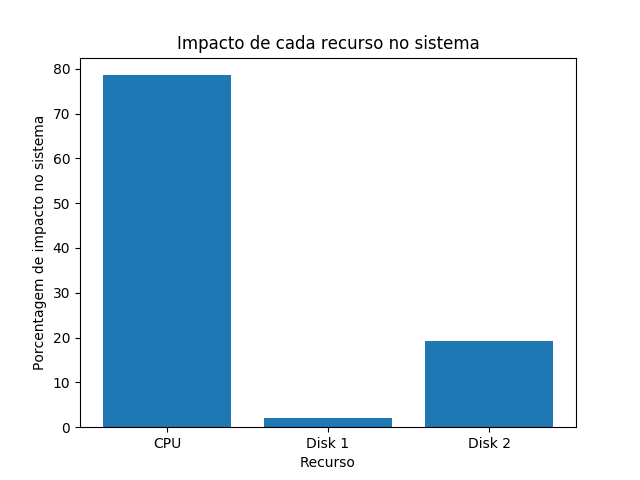 Impacto de cada recurso no sistema
80
70
60
50
40
30
20
10
0
Porcentagem de impacto no sistema
CPU Disk 1 Disk 2
Recurso